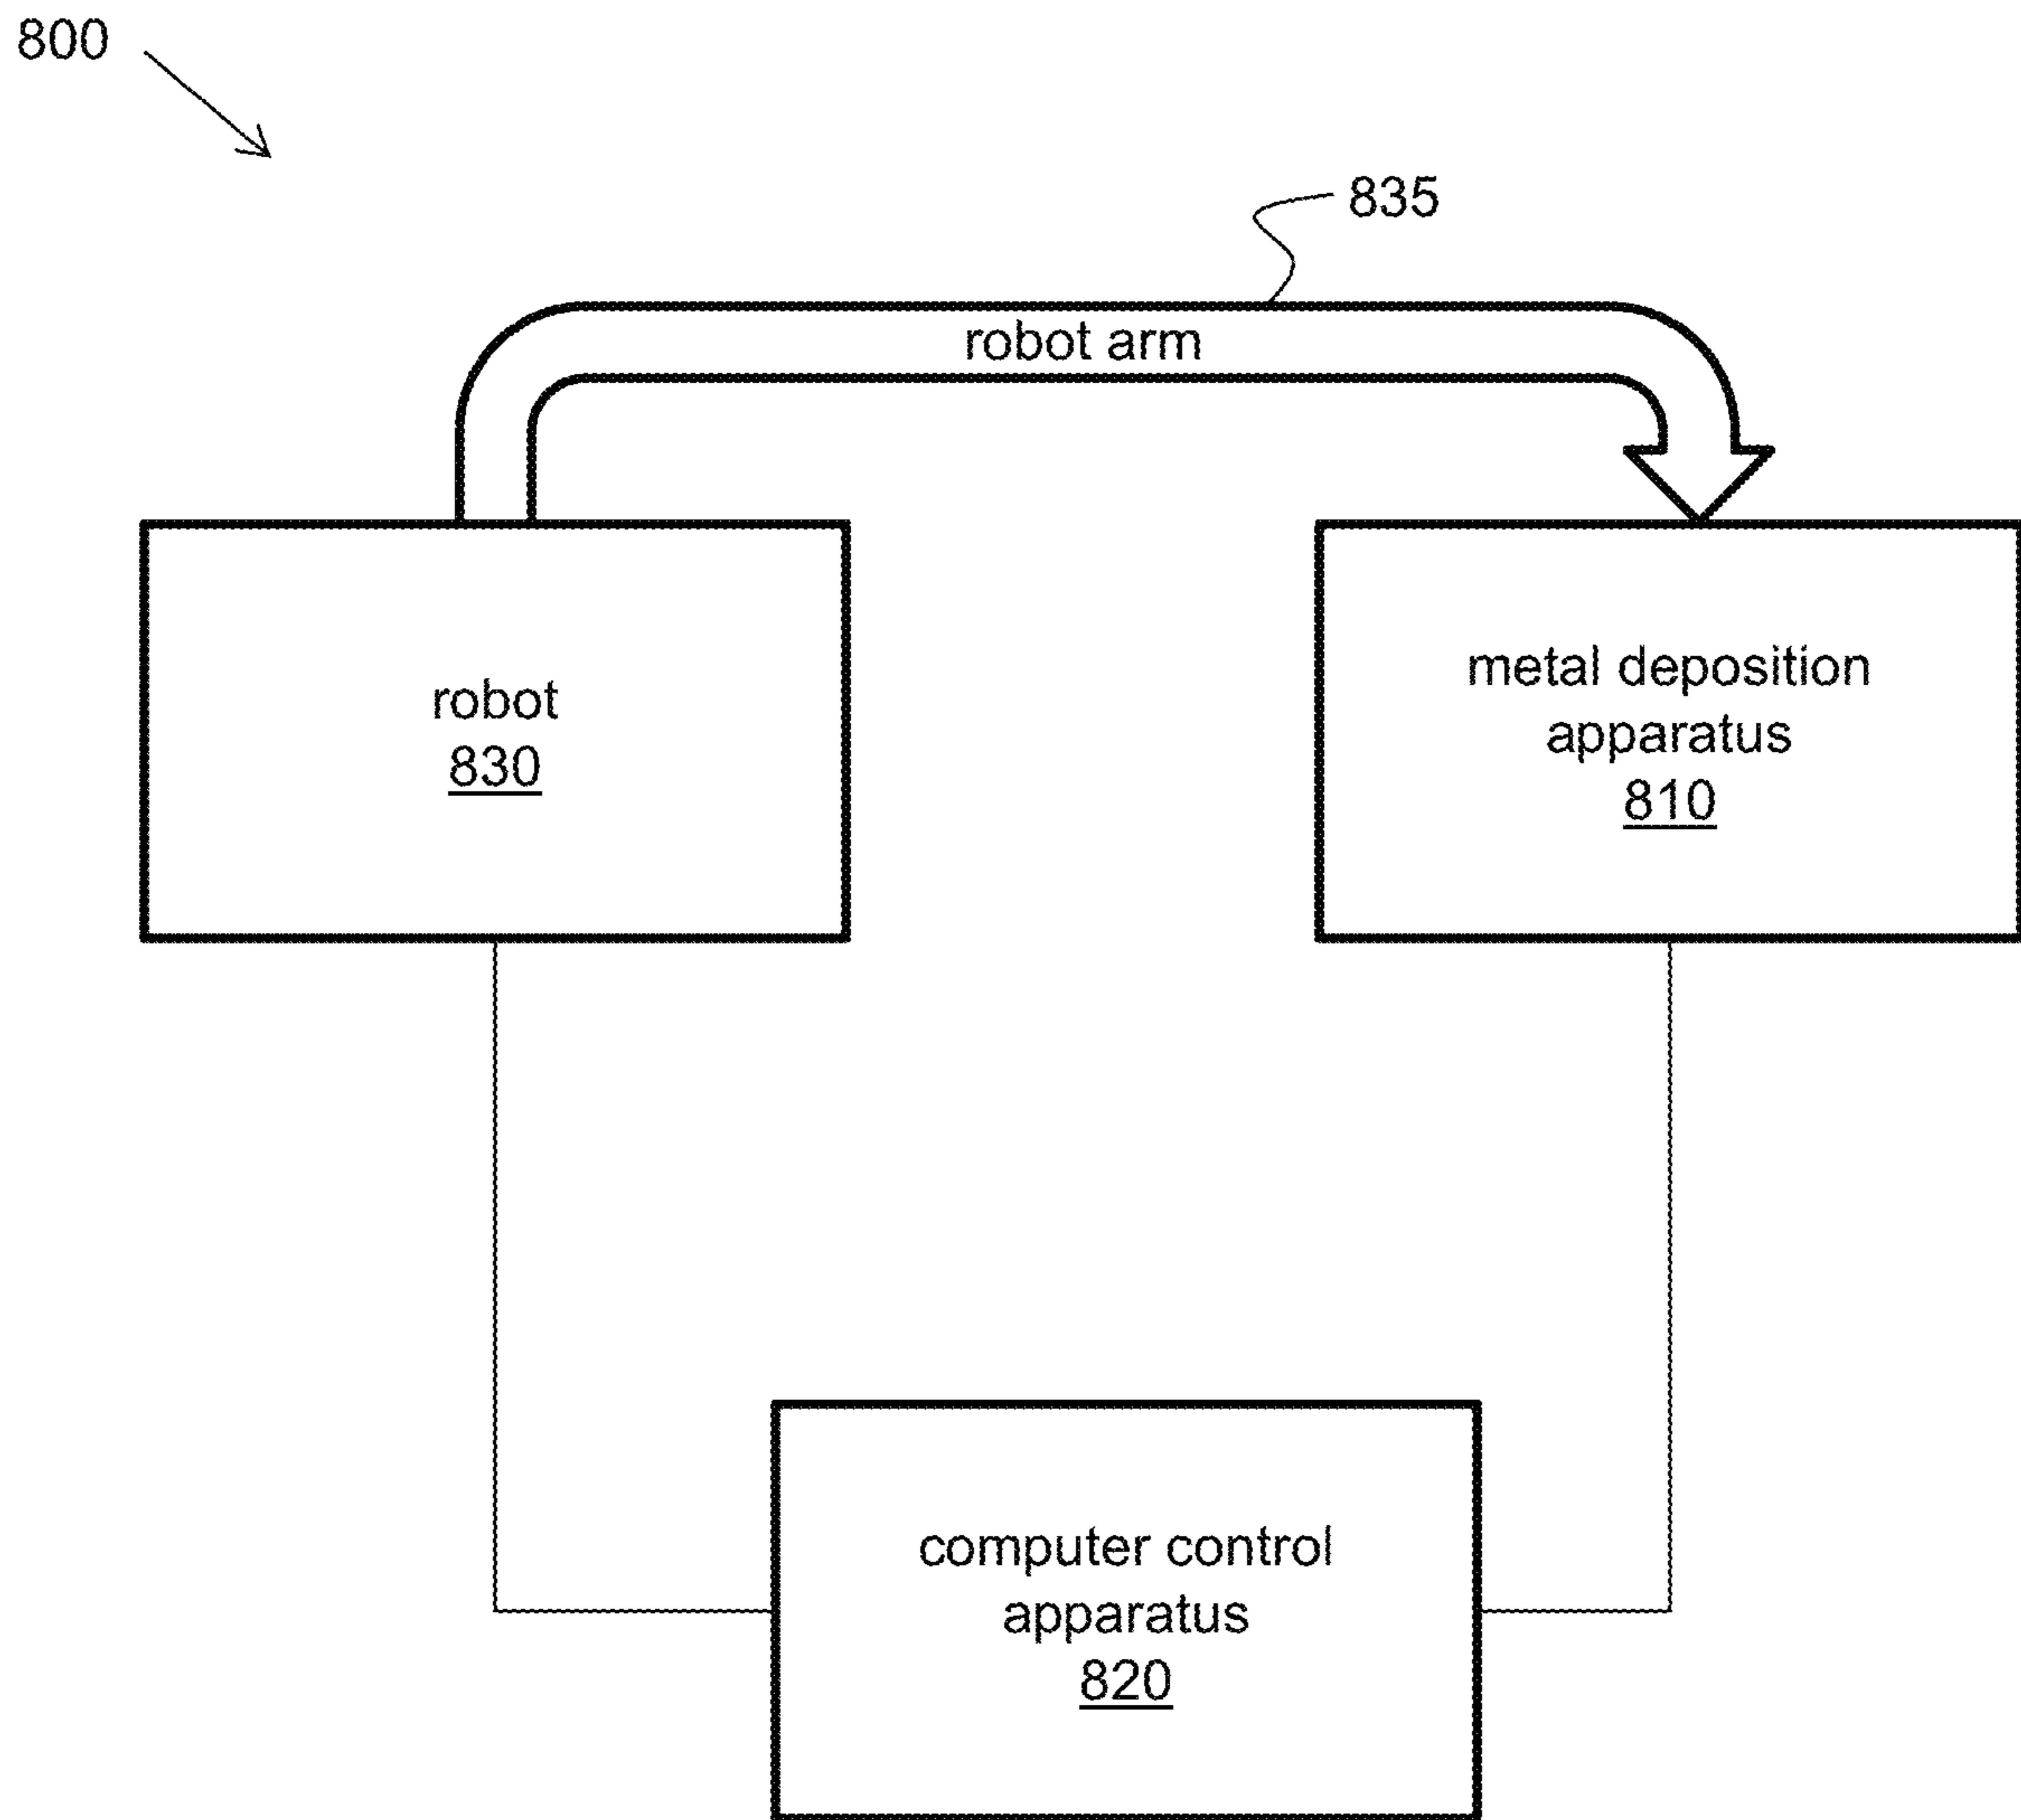 800
835
robot arm
robot
830
metal deposition
apparatus
810
computer control
apparatus
820